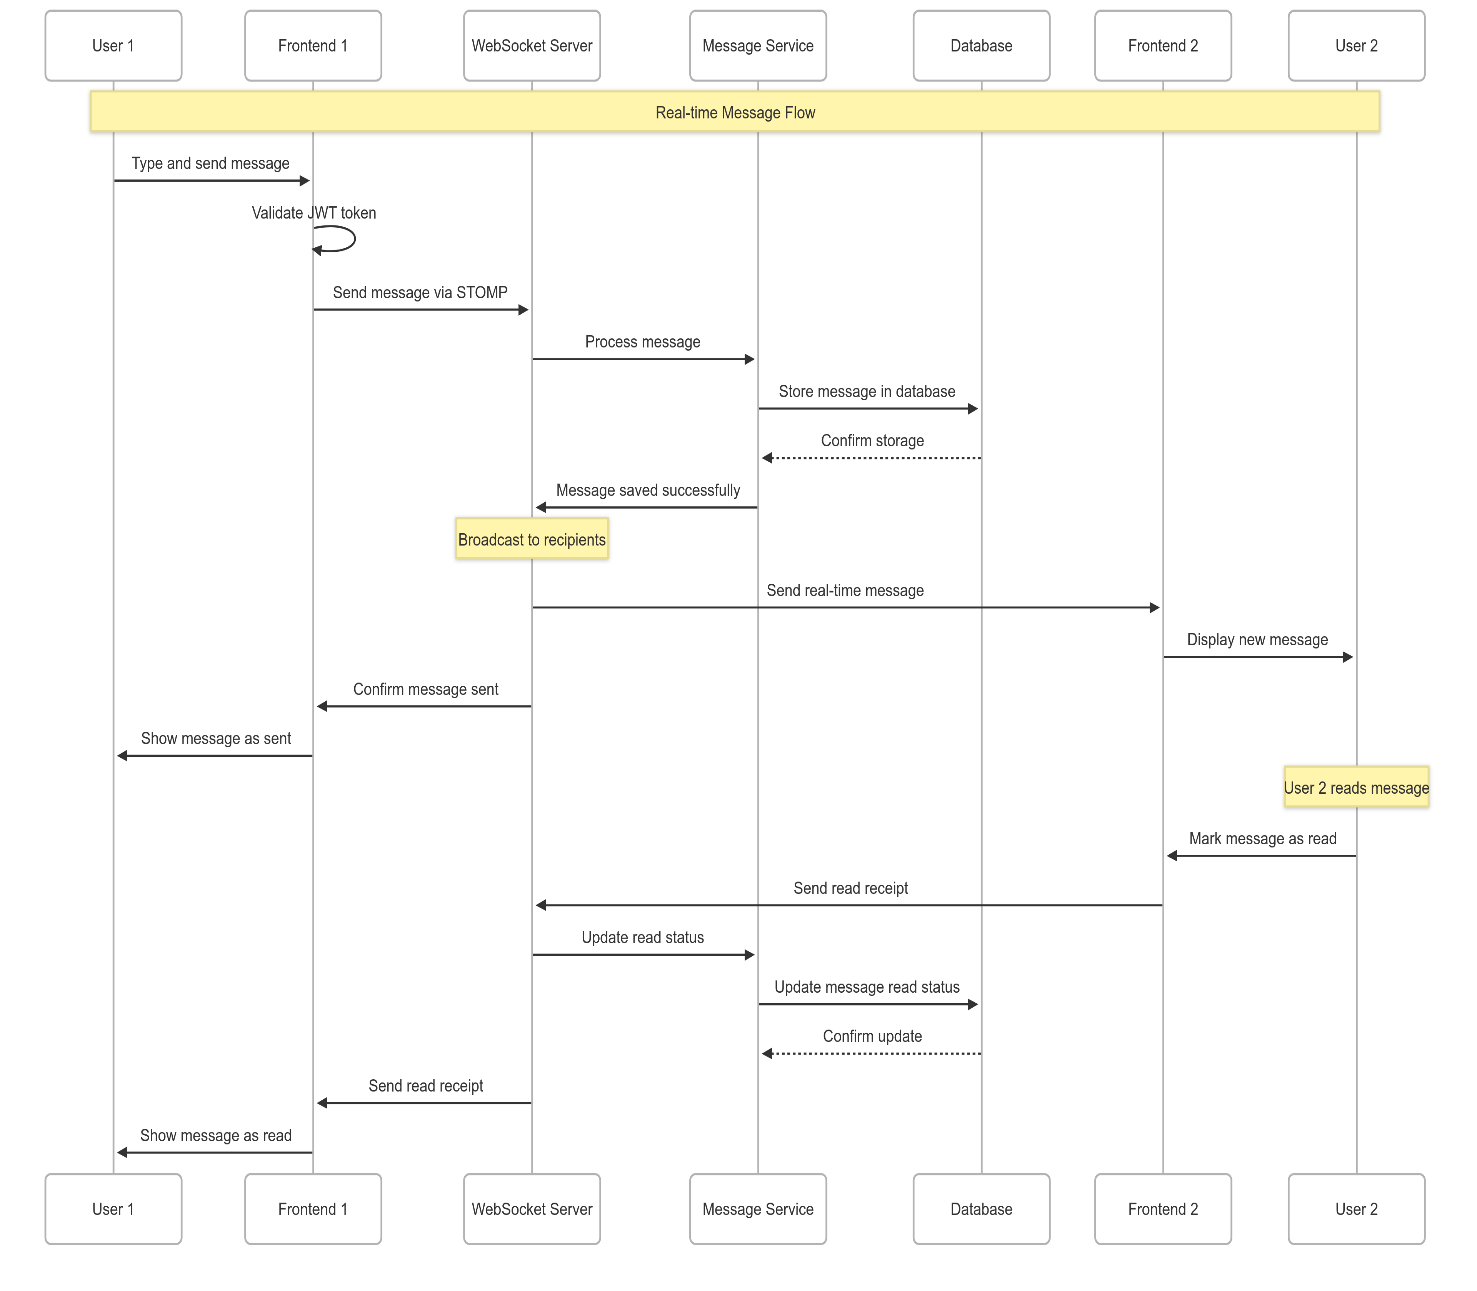 User 1
Frontend 1
WebSocket Server
Message Service
Database
Frontend 2
User 2
Real-time Message Flow
Type and send message
Validate JWT token
Send message via STOMP
Process message
Store message in database
Confirm storage
Message saved successfully
Broadcast to recipients
Send real-time message
Display new message
Confirm message sent
Show message as sent
User 2 reads message
Mark message as read
Send read receipt
Update read status
Update message read status
Confirm update
Send read receipt
Show message as read
User 1
Frontend 1
WebSocket Server
Message Service
Database
Frontend 2
User 2